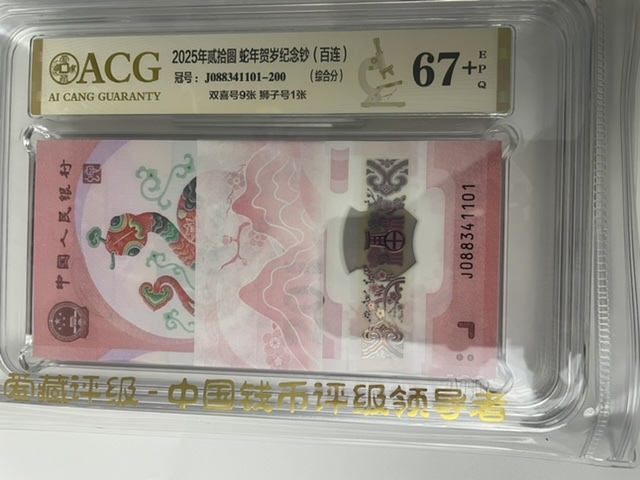 ACG
AI CANG GUARANTY
2025年贰拾圆 蛇年贺岁纪念钞（百连）
冠号：J088341101-200 （综合分）
双喜号9张 狮子号1张
67+
EPQ
中国人民银行
J088341101
藏评级-中国钱币评级领导者